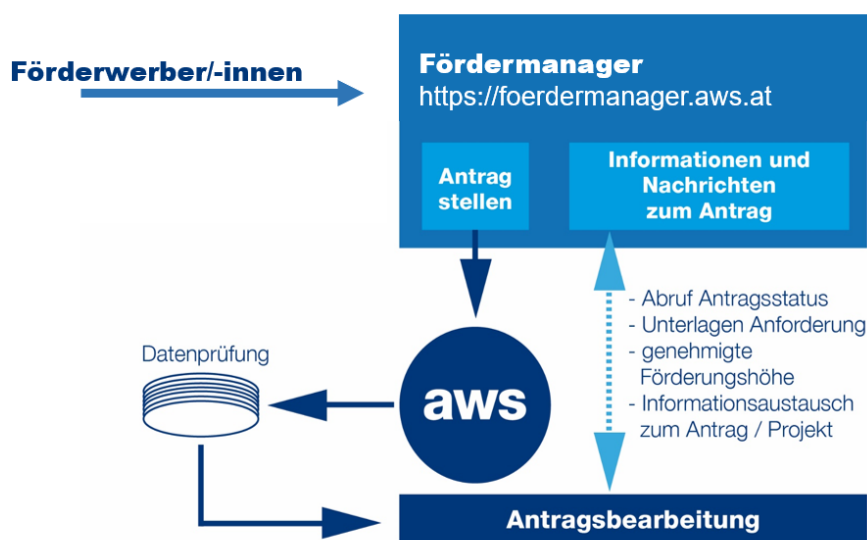 Förderwerber/-innen
Fördermanager
https://foerdermanager.aws.at
Antrag
stellen
Informationen und
Nachrichten
zum Antrag
- Abruf Antragsstatus
- Unterlagen Anforderung
- genehmigte
Förderungshöhe
- Informationsaustausch
zum Antrag / Projekt
Datenprüfung
aws
Antragsbearbeitung